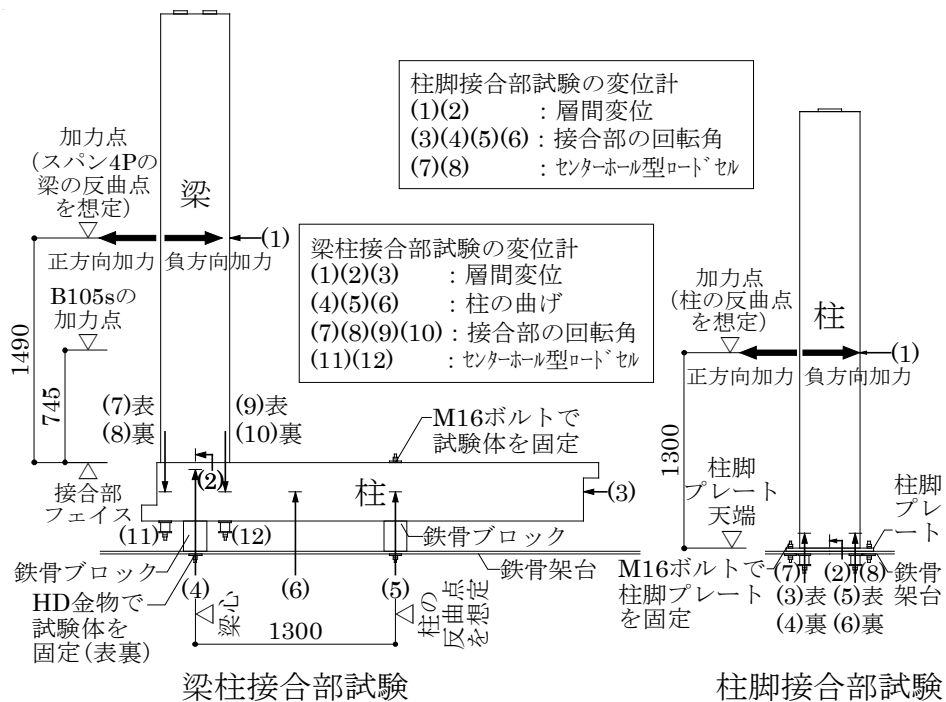 柱脚接合部試験の変位計
(1)(2)　　：層間変位
(3)(4)(5)(6)：接合部の回転角
(7)(8)　　：センターホール型ロードセル
加力点
(スパン4Pの
梁の反曲点
を想定)
梁
(1)
正方向加力 負方向加力
B105sの
加力点
1490
745
梁柱接合部試験の変位計
(1)(2)(3)　　：層間変位
(4)(5)(6)　　：柱の曲げ
(7)(8)(9)(10)：接合部の回転角
(11)(12)　　：センターホール型ロードセル
(7)表
(8)裏
(9)表
(10)裏
M16ボルトで
試験体を固定
接合部
フェイス
(2)
柱
(3)
(11)
(12)
鉄骨ブロック
鉄骨ブロック
鉄骨架台
HD金物で
試験体を
固定(表裏)
(4)
(6)
(5)
梁心
柱の
反曲点
を想定
1300
梁柱接合部試験
加力点
(柱の反曲点
を想定)
柱
(1)
正方向加力 負方向加力
1300
柱脚
プレート
天端
柱脚
プレ
ート
M16ボルトで
柱脚プレート
を固定
(7)
(2)
(8)
鉄骨
架台
(3)表
(5)表
(4)裏
(6)裏
柱脚接合部試験